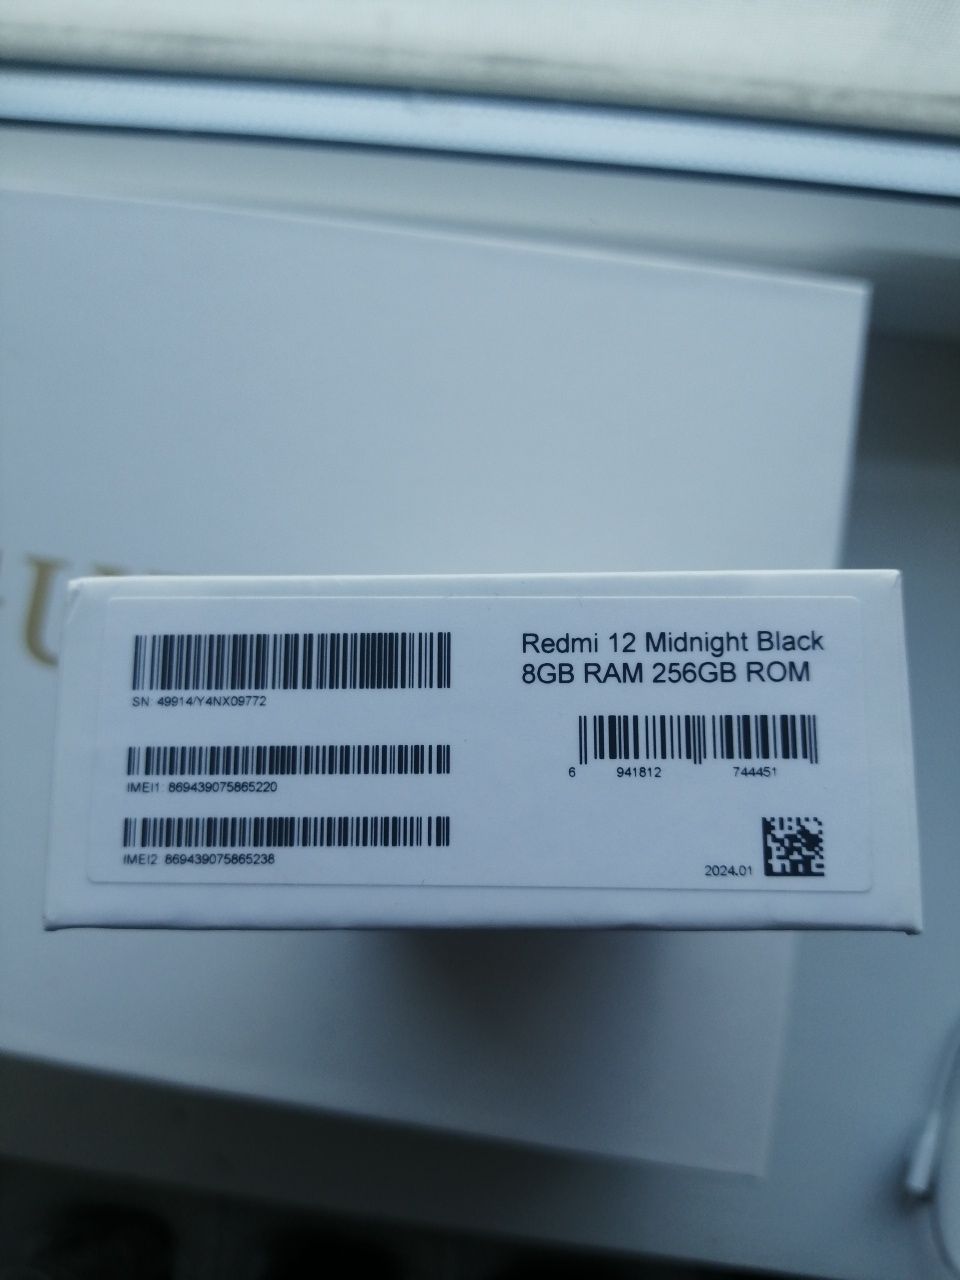 SN: 49914/Y4NX09772
IMEI1: 869439075865220
IMEI2: 869439075865238
Redmi 12 Midnight Black
8GB RAM 256GB ROM
6 941812 744451
2024.01